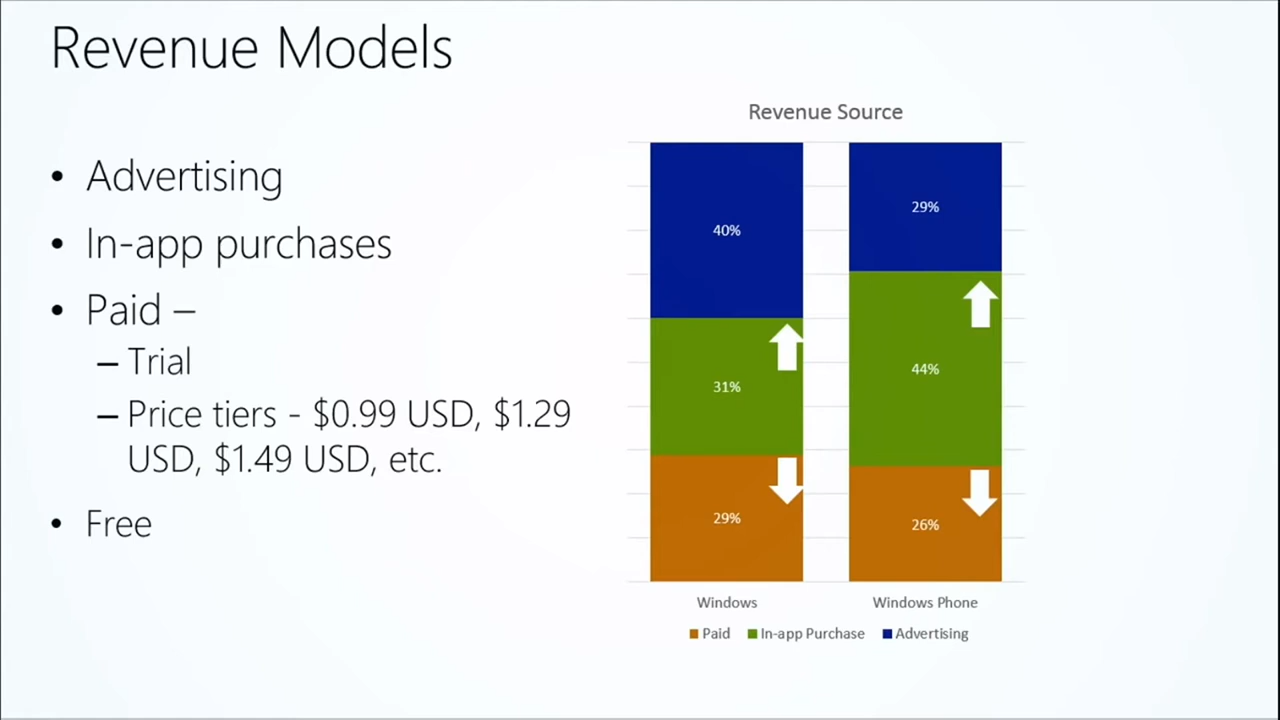 Revenue Models
• Advertising
• In-app purchases
• Paid –
– Trial
– Price tiers - $0.99 USD, $1.29
USD, $1.49 USD, etc.
• Free
Revenue Source
40%
31%
29%
29%
44%
26%
Windows
Windows Phone
Paid
In-app Purchase
Advertising